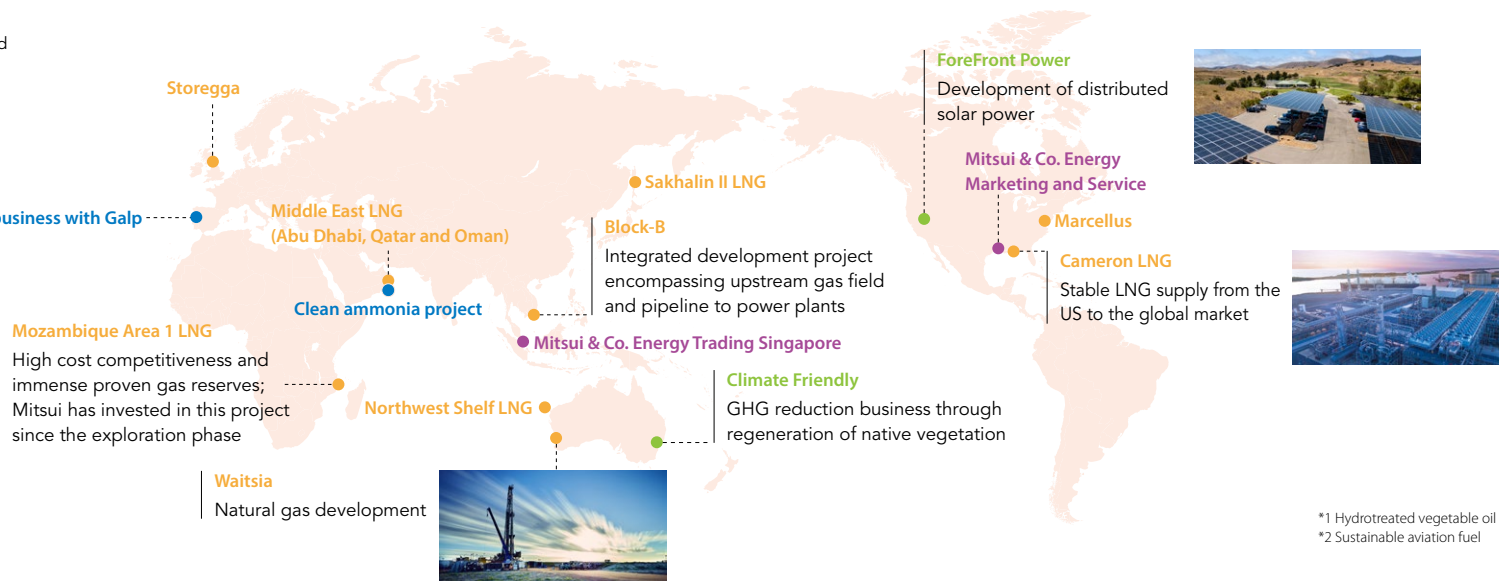 d
Storegga
business with Galp
Middle East LNG
(Abu Dhabi, Qatar and Oman)
Clean ammonia project
Mozambique Area 1 LNG
High cost competitiveness and
immense proven gas reserves;
Mitsui has invested in this project
since the exploration phase
Waitsia
Natural gas development
Northwest Shelf LNG
Sakhalin II LNG
Block-B
Integrated development project
encompassing upstream gas field
and pipeline to power plants
Mitsui & Co. Energy Trading Singapore
Climate Friendly
GHG reduction business through
regeneration of native vegetation
ForeFront Power
Development of distributed
solar power
Mitsui & Co. Energy
Marketing and Service
Marcellus
Cameron LNG
Stable LNG supply from the
US to the global market
*1 Hydrotreated vegetable oil
*2 Sustainable aviation fuel